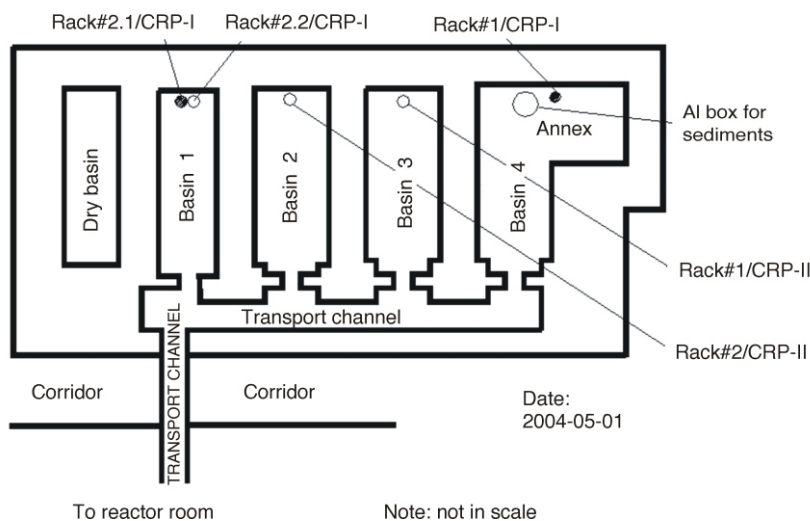 Rack#2.1/CRP-I
Rack#2.2/CRP-I
Rack#1/CRP-I
Al box for
sediments
Annex
Dry basin
Basin 1
Basin 2
Basin 3
Basin 4
Rack#1/CRP-II
Transport channel
Rack#2/CRP-II
TRANSPORT CHANNEL
Corridor
Corridor
Date:
2004-05-01
To reactor room
Note: not in scale